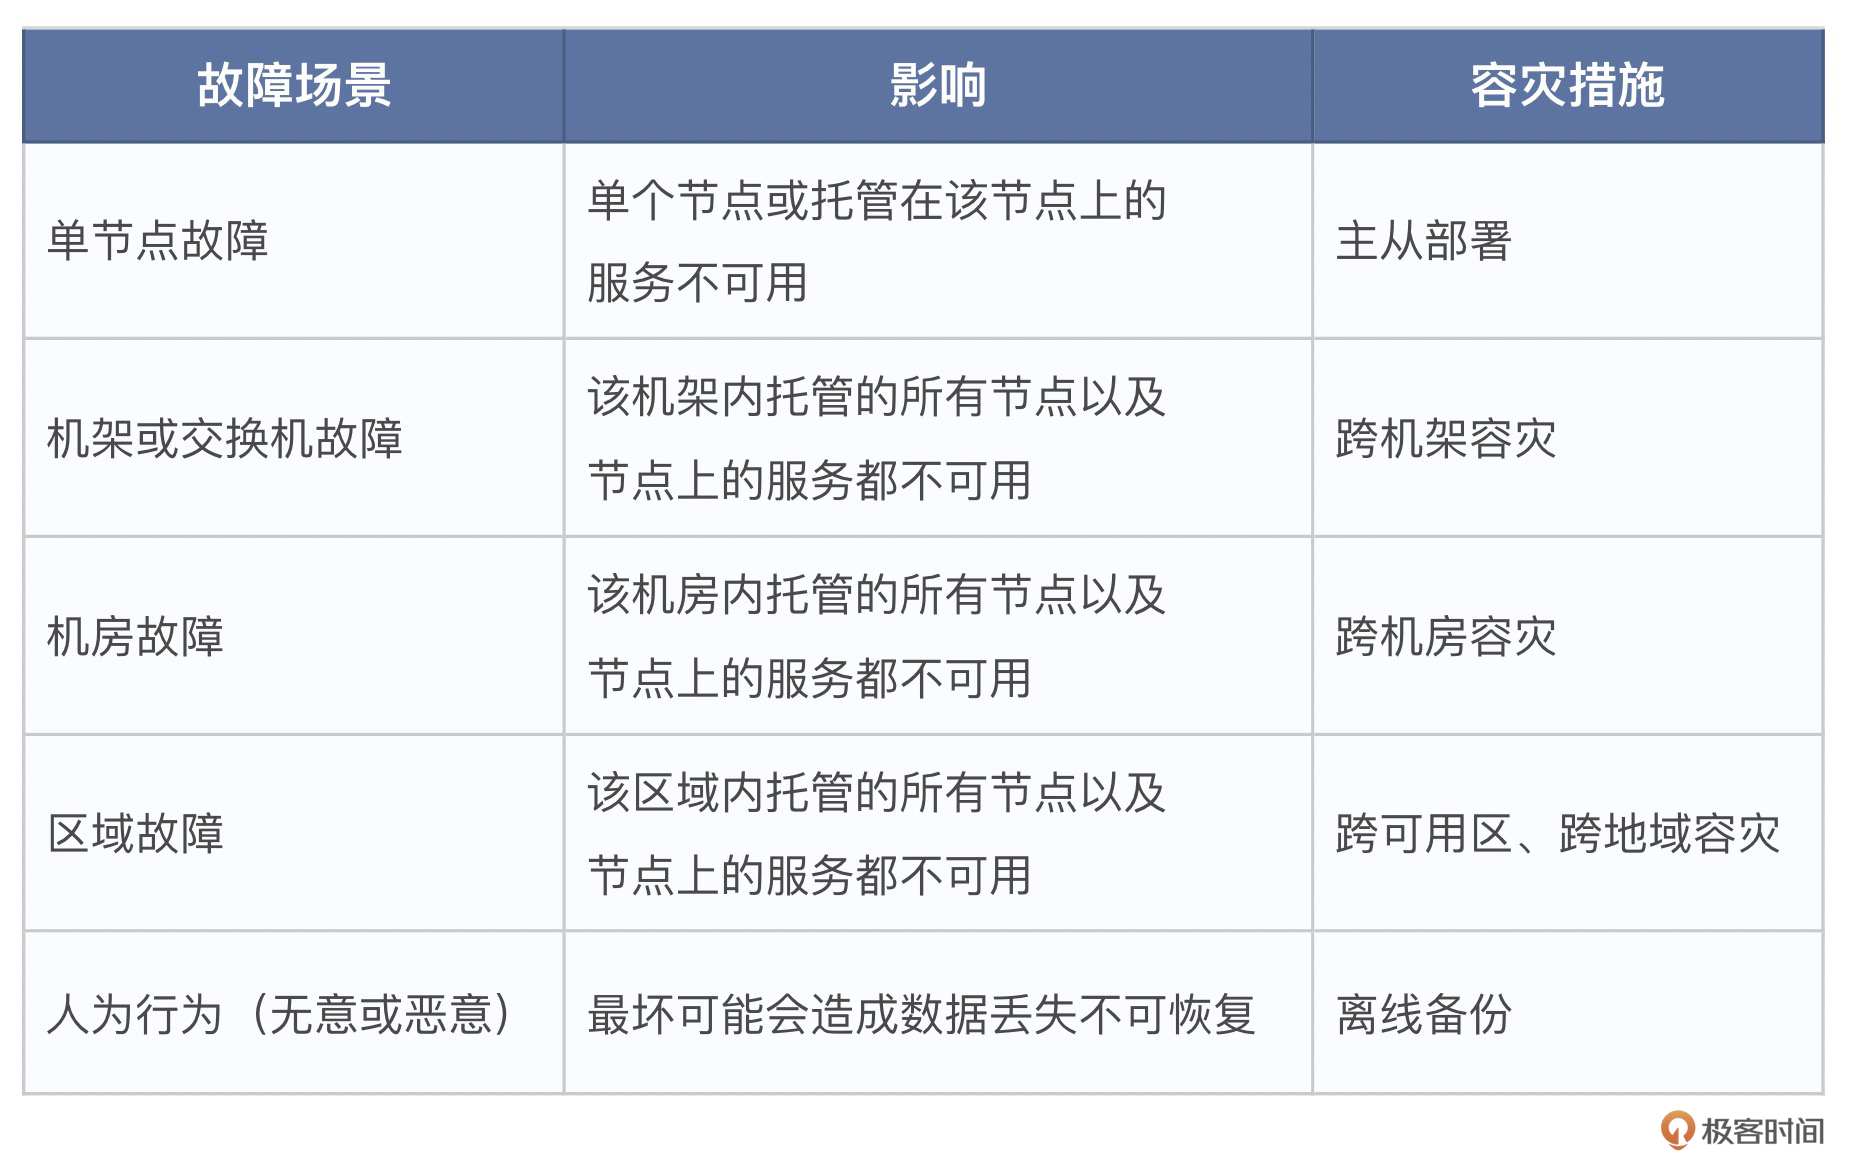 故障场景 影响 容灾措施
单节点故障
单个节点或托管在该节点上的
服务不可用
主从部署
机架或交换机故障
该机架内托管的所有节点以及
节点上的服务都不可用
跨机架容灾
机房故障
该机房内托管的所有节点以及
节点上的服务都不可用
跨机房容灾
区域故障
该区域内托管的所有节点以及
节点上的服务都不可用
跨可用区、跨地域容灾
人为行为（无意或恶意）
最坏可能会造成数据丢失不可恢复
离线备份
极客时间